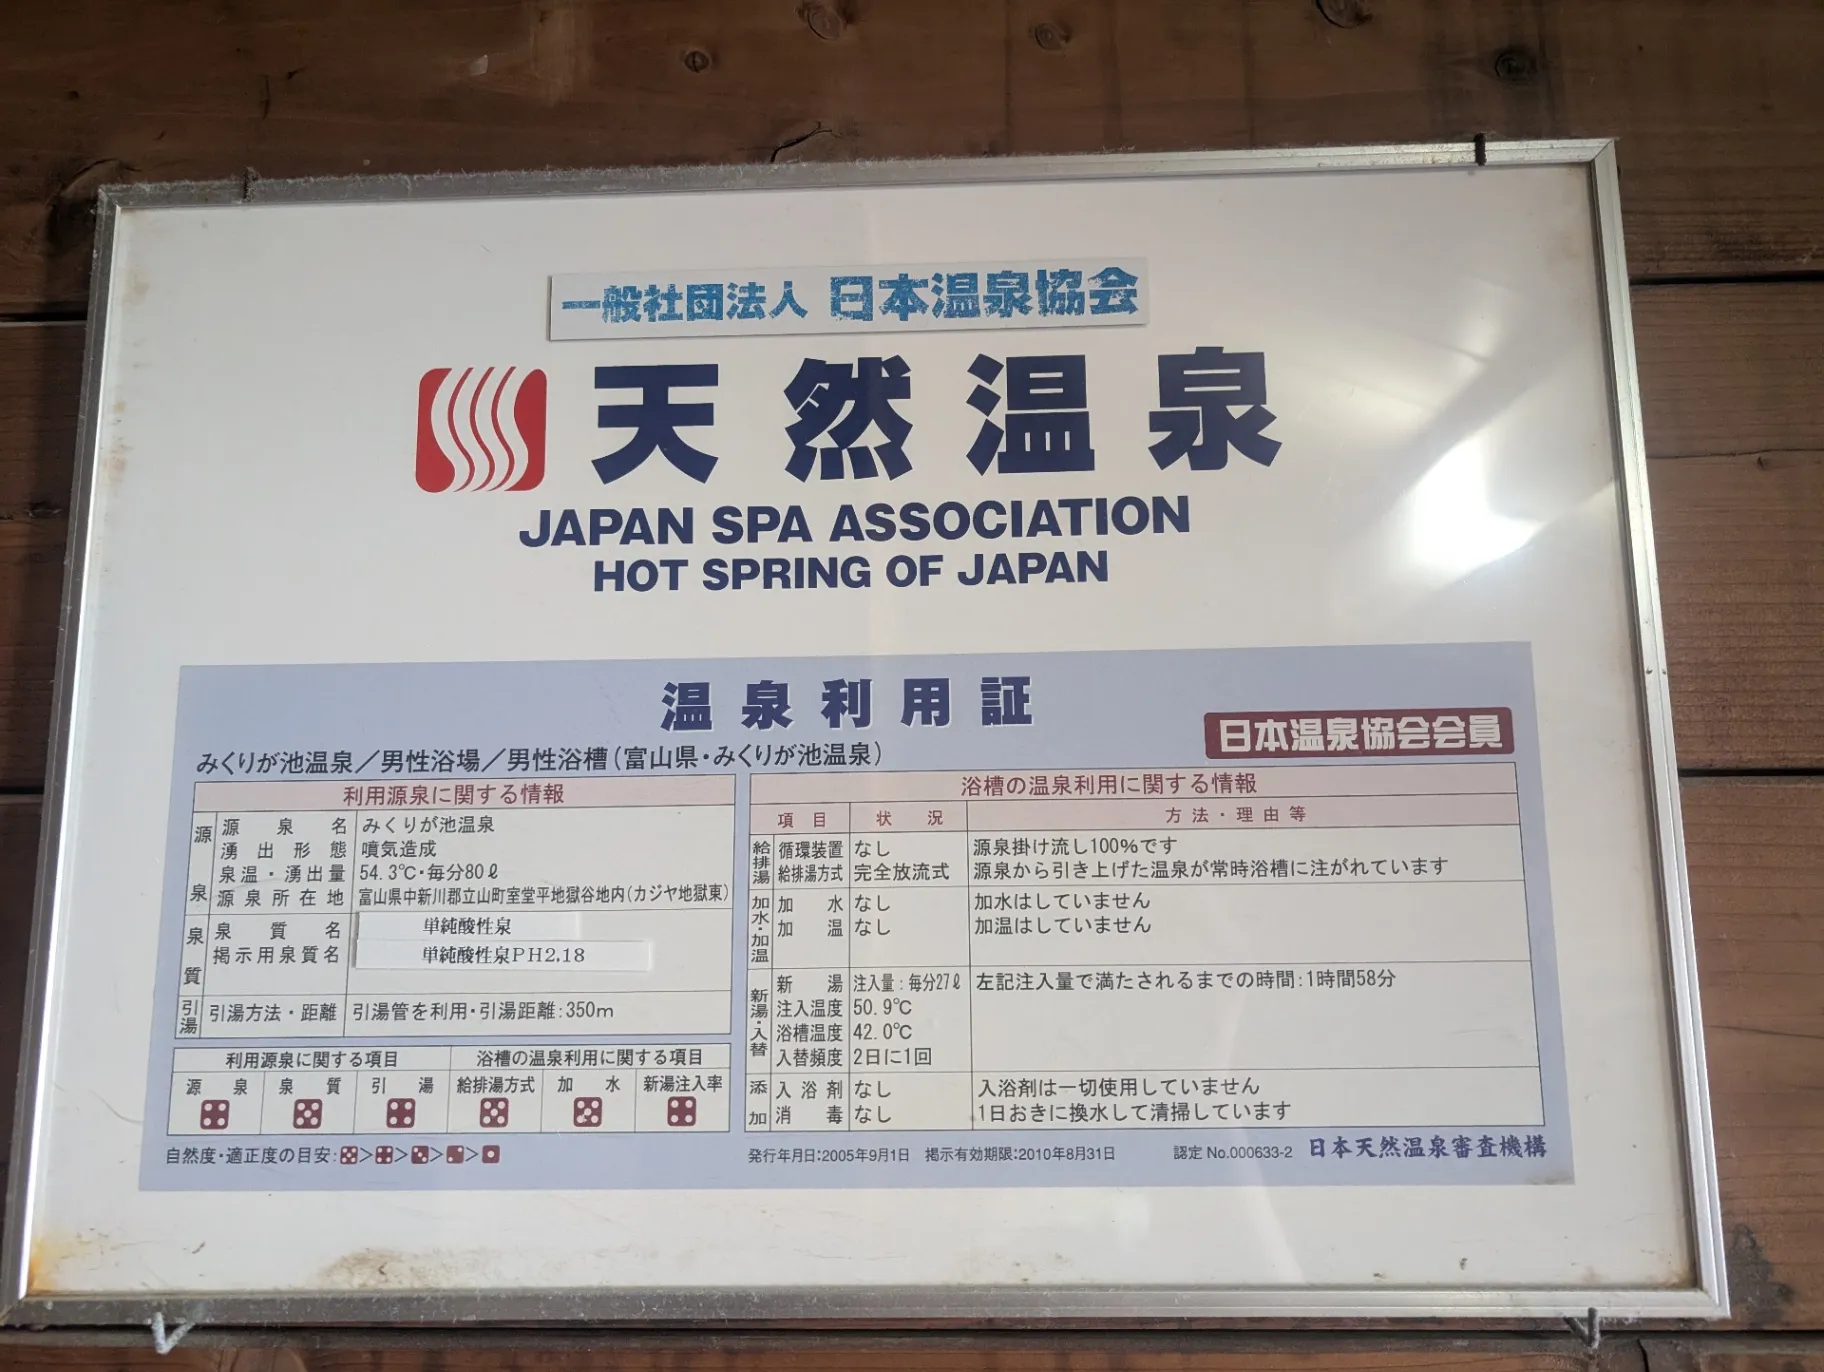 一般社団法人 日本温泉協会
天然温泉
JAPAN SPA ASSOCIATION
HOT SPRING OF JAPAN
温泉利用証
日本温泉協会会員
みくりが池温泉／男性浴場／男性浴槽(富山県・みくりが池温泉)
利用源泉に関する情報
源泉
源泉名 みくりが池温泉
湧出形態 噴気造成
泉温・湧出量 54.3℃・毎分80ℓ
源泉所在地 富山県中新川郡立山町室堂平地獄谷地内(カジヤ地獄東)
泉質
泉質名 単純酸性泉
掲示用泉質名 単純酸性泉PH2.18
引湯
引湯方法・距離 引湯管を利用・引湯距離:350m
利用源泉に関する項目 浴槽の温泉利用に関する項目
源泉 泉質 引湯 給排湯方式 加水 新湯注入率
自然度・適正度の目安: > > > >
浴槽の温泉利用に関する情報
項目 状況 方法・理由等
給排湯
循環装置 なし 源泉掛け流し100%です
給排湯方式 完全放流式 源泉から引き上げた温泉が常時浴槽に注がれています
加水・加温
加水 なし 加水はしていません
加温 なし 加温はしていません
新湯・入替
新湯 注入量:毎分27ℓ 左記注入量で満たされるまでの時間:1時間58分
注入温度 50.9℃
浴槽温度 42.0℃
入替頻度 2日に1回
添加
入浴剤 なし 入浴剤は一切使用していません
消毒 なし 1日おきに換水して清掃しています
発行年月日:2005年9月1日 掲示有効期限:2010年8月31日 認定 No.000633-2 日本天然温泉審査機構